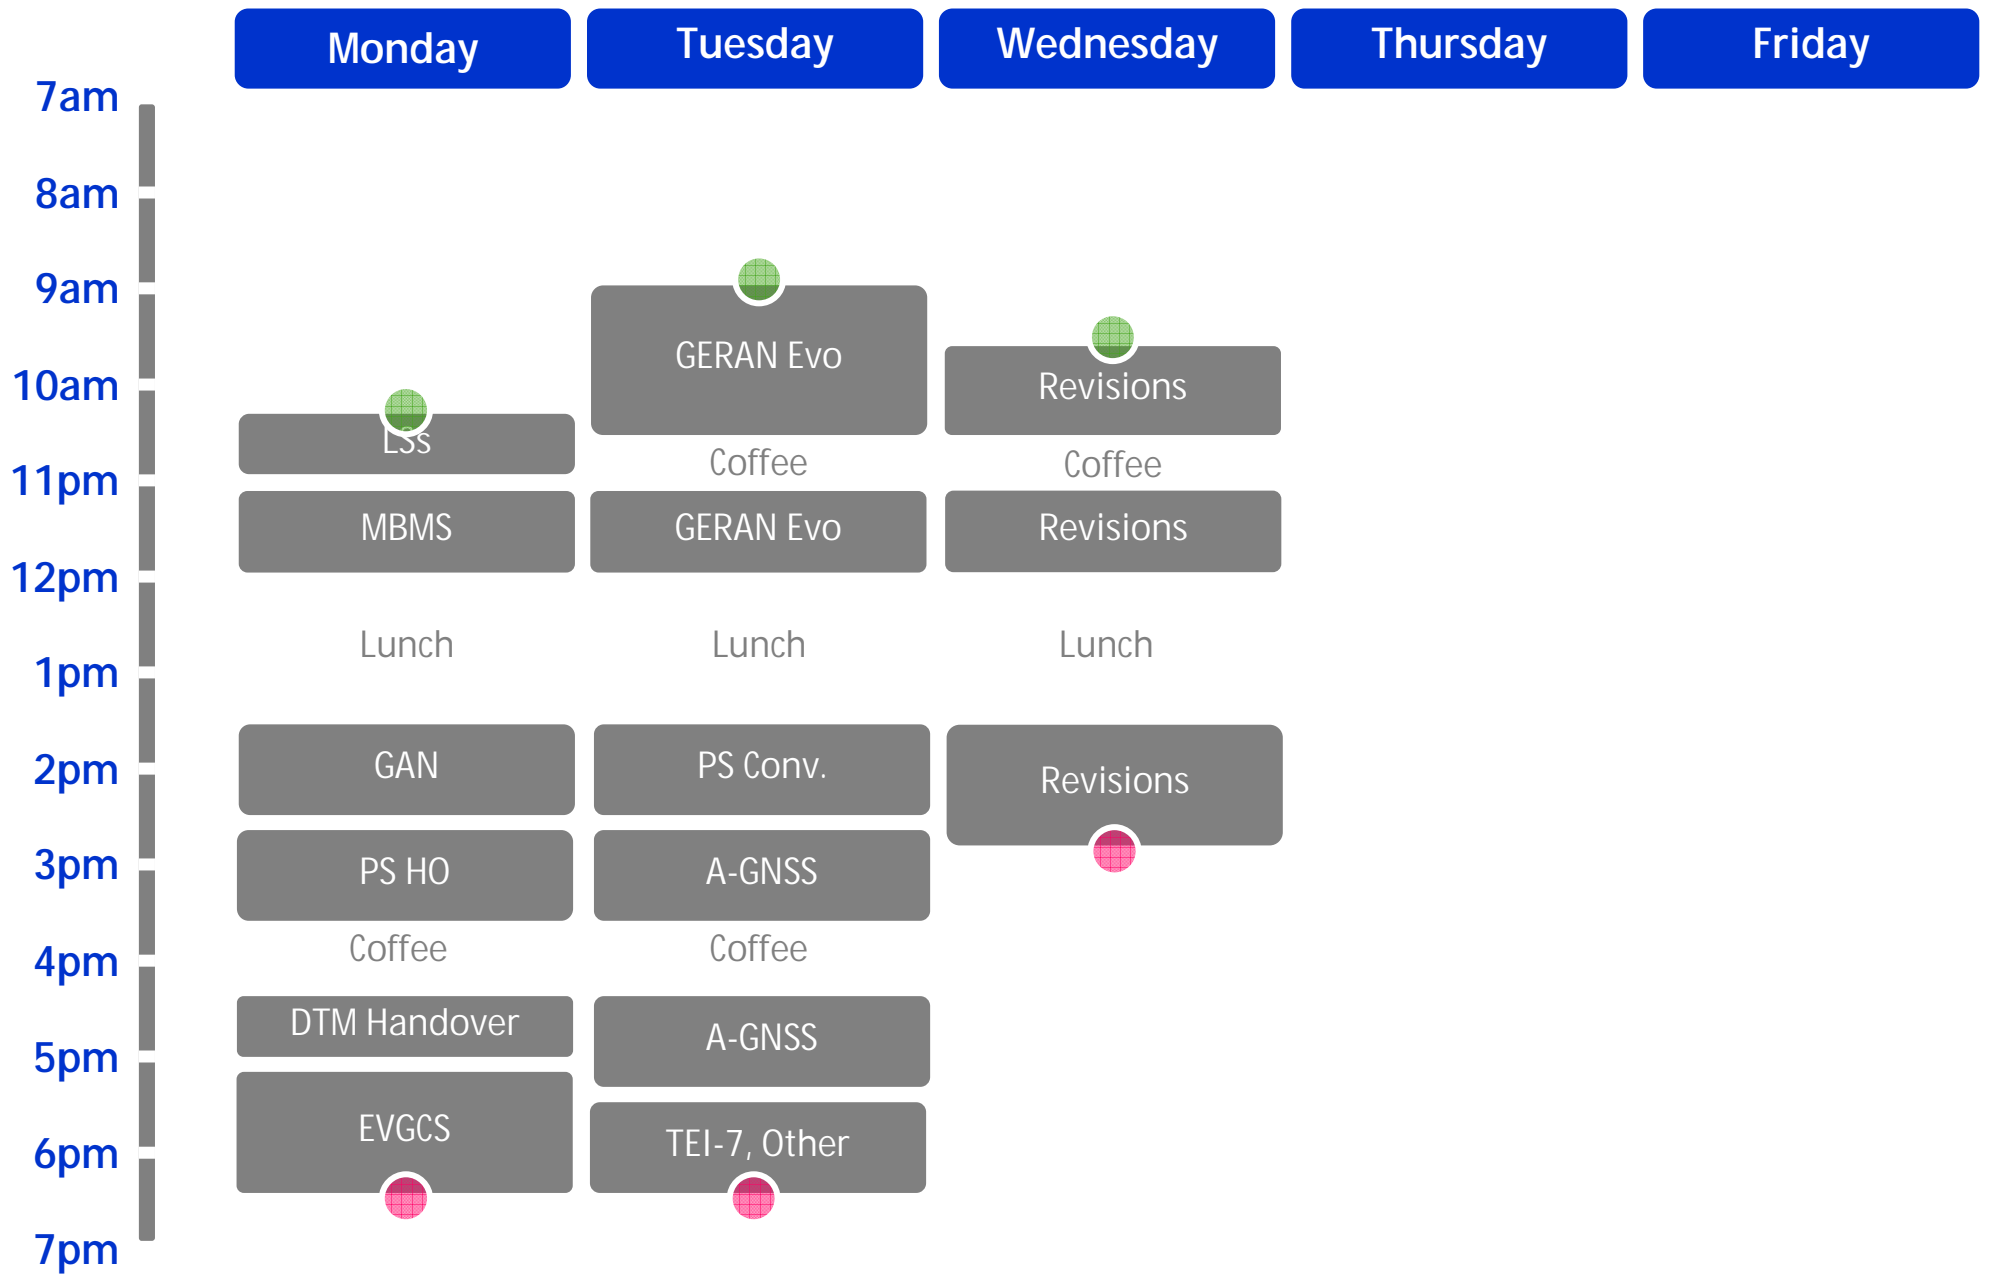 Monday Tuesday Wednesday Thursday Friday
7am
8am
9am
GERAN Evo
10am
Revisions
LSs
Coffee Coffee
11pm
MBMS GERAN Evo Revisions
12pm
Lunch Lunch Lunch
1pm
GAN PS Conv. Revisions
2pm
3pm
PS HO A-GNSS
Coffee Coffee
4pm
DTM Handover A-GNSS
5pm
EVGCS TEI-7, Other
6pm
7pm